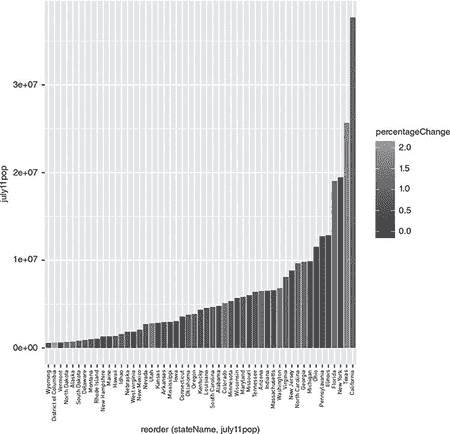 3e+07
2e+07
1e+07
0e+00
july11pop
Wyoming
District of Columbia
Vermont
North Dakota
Alaska
South Dakota
Delaware
Montana
Rhode Island
New Hampshire
Maine
Hawaii
Idaho
Nebraska
West Virginia
New Mexico
Nevada
Utah
Kansas
Arkansas
Mississippi
Iowa
Connecticut
Oklahoma
Oregon
Kentucky
Louisiana
South Carolina
Alabama
Colorado
Minnesota
Wisconsin
Maryland
Missouri
Tennessee
Arizona
Indiana
Massachusetts
Washington
Virginia
New Jersey
North Carolina
Georgia
Michigan
Ohio
Pennsylvania
Illinois
Florida
New York
Texas
California
reorder (stateName, july11pop)
percentageChange
2.0
1.5
1.0
0.5
0.0